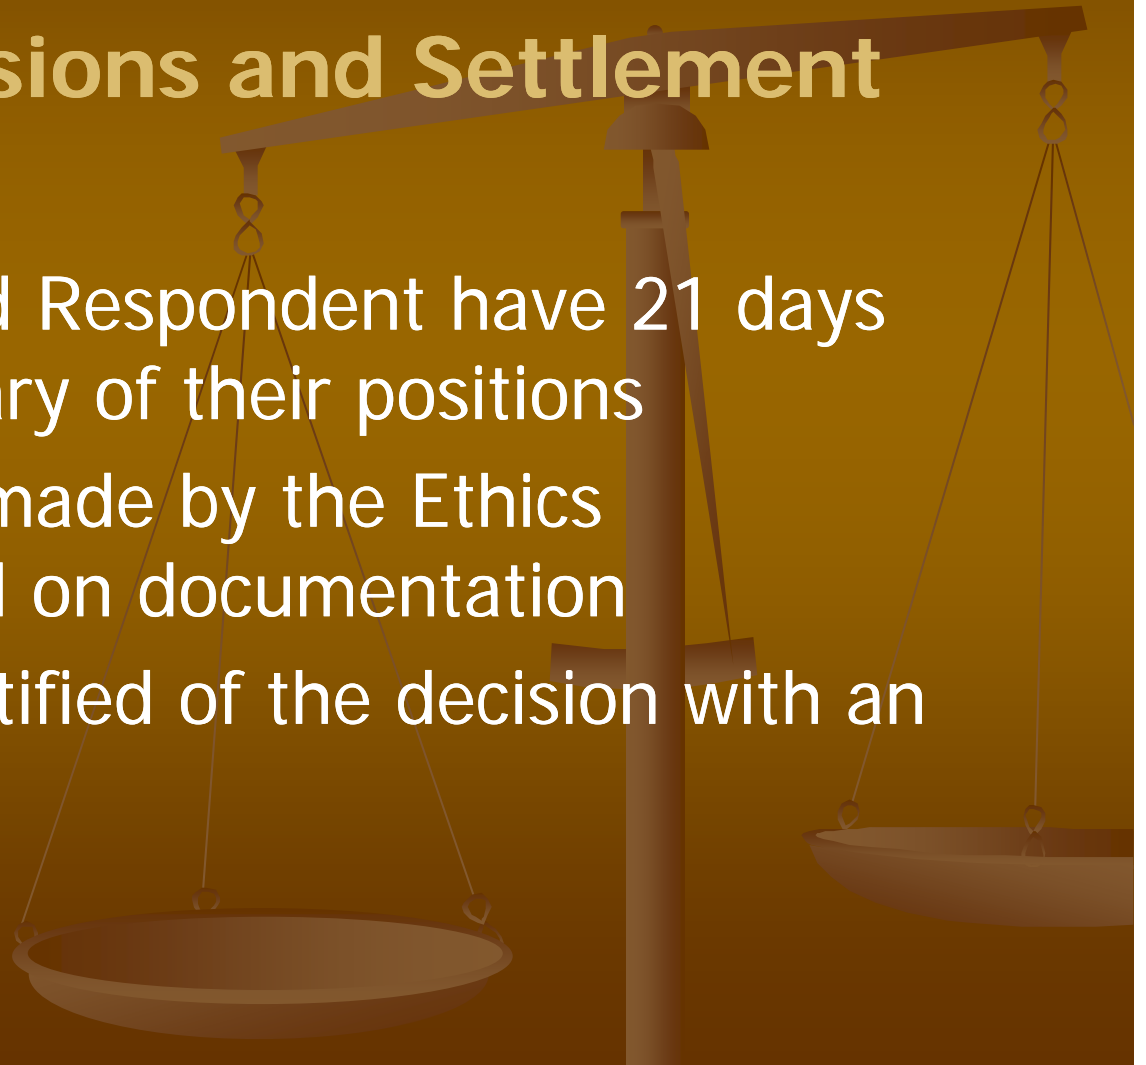 sions and Settlement
d Respondent have 21 days
ary of their positions
made by the Ethics
on documentation
tified of the decision with an